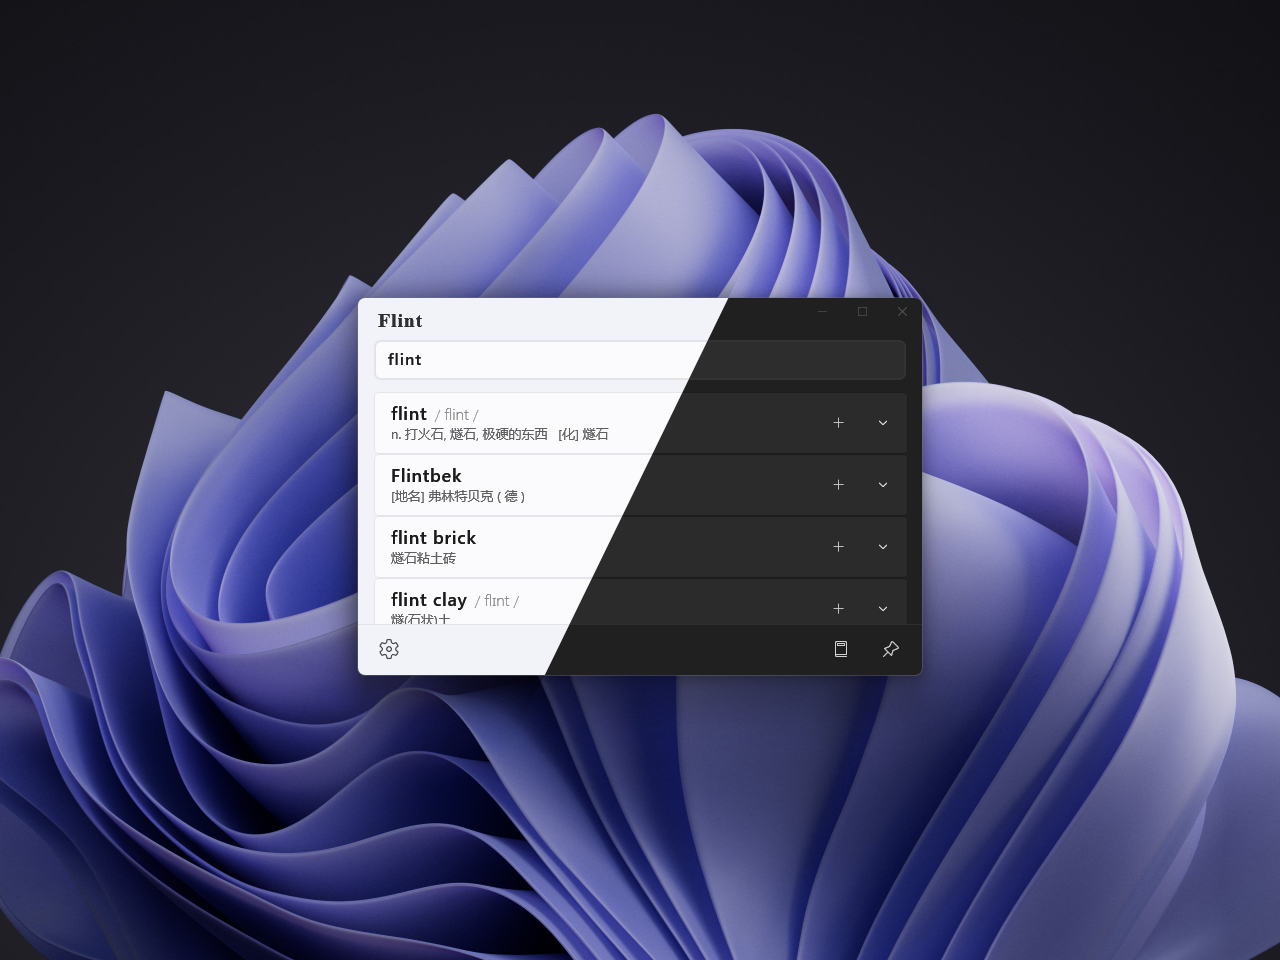 Flint
flint
flint / flint /
n. 打火石, 燧石, 极硬的东西 [化] 燧石
Flintbek
[地名] 弗林特贝克 ( 德 )
flint brick
燧石粘土砖
flint clay / flɪnt /
燧(石状)土